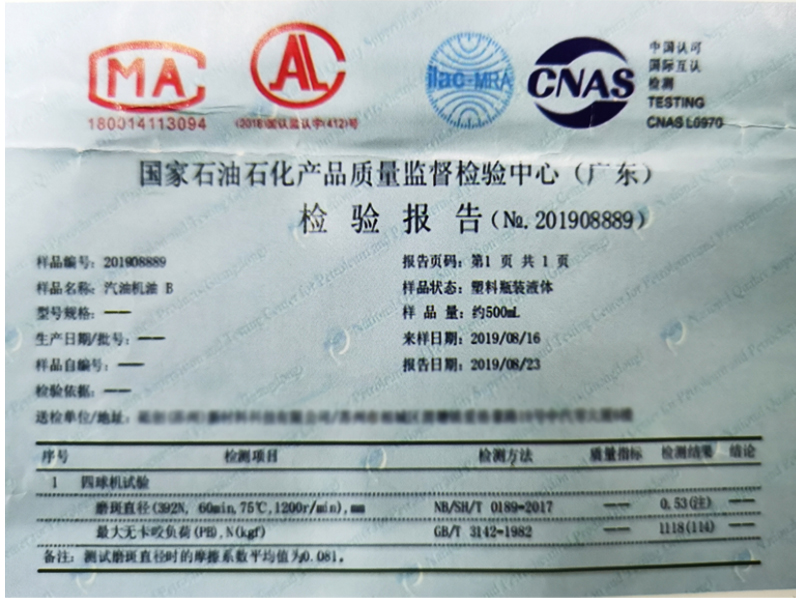 MA
180014113094
AL
(2018)国认监认字(412)号
ilac-MRA
CNAS
中国认可
国际互认
检测
TESTING
CNAS L0970
国家石油石化产品质量监督检验中心（广东）
检验报告(№.201908889)
样品编号: 201908889
报告页码: 第1 页 共 1 页
样品名称: 汽油机油 B
样品状态: 塑料瓶装液体
型号规格: ——
样 品 量: 约500mL
生产日期/批号: ——
来样日期: 2019/08/16
样品自编号: ——
报告日期: 2019/08/23
检验依据: ——
送检单位/地址:
序号 检测项目 检测方法 质量指标 检测结果 结论
1 四球机试验
磨斑直径(392N, 60min,75℃,1200r/min),mm NB/SH/T 0189-2017 —— 0.53(注) ——
最大无卡咬负荷(PB),N(kgf) GB/T 3142-1982 —— 1118(114) ——
备注: 测试磨斑直径时的摩擦系数平均值为0.081。